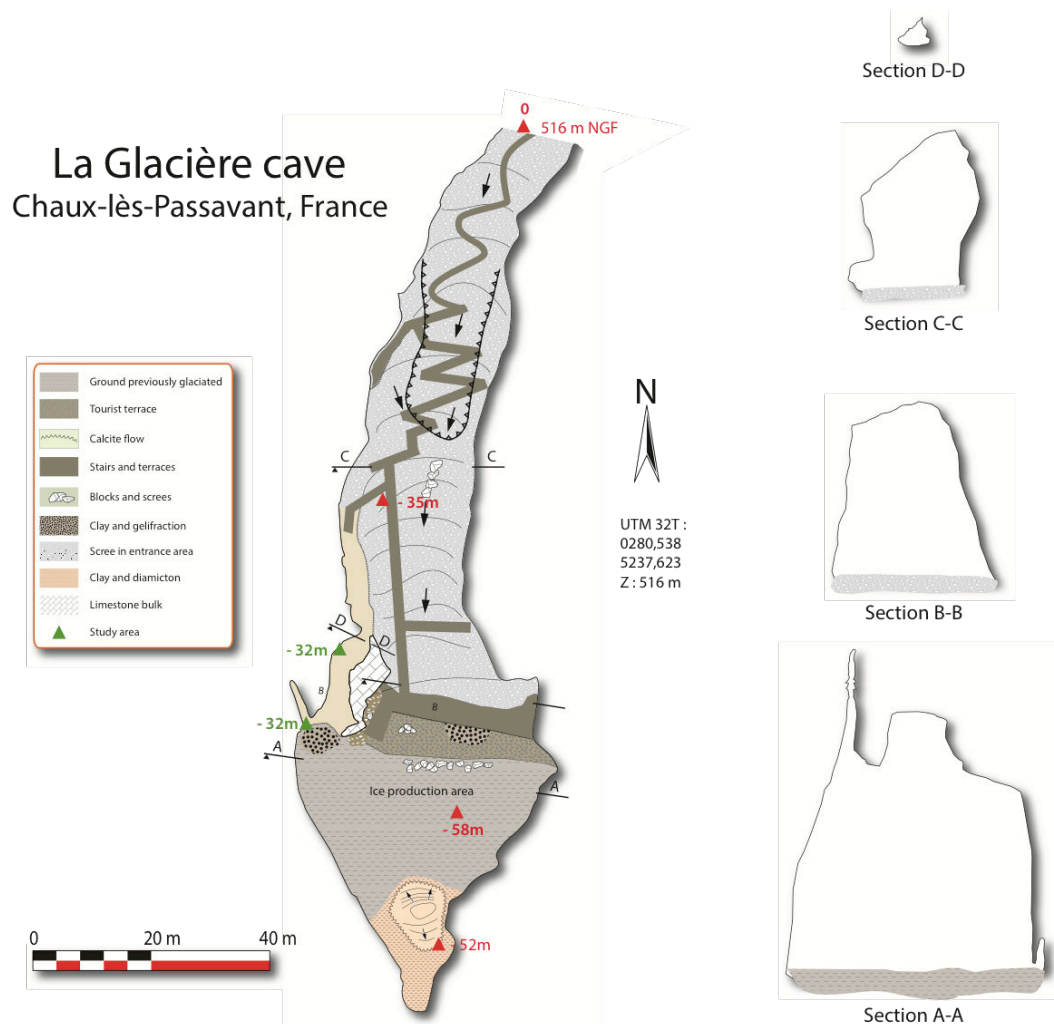 Section D-D
0
516 m NGF
La Glacière cave
Chaux-lès-Passavant, France
Section C-C
Ground previously glaciated
Tourist terrace
Calcite flow
Stairs and terraces
Blocks and screes
Clay and gelifraction
Scree in entrance area
Clay and diamicton
Limestone bulk
Study area
N
UTM 32T :
0280,538
5237,623
Z : 516 m
C
C
- 35m
Section B-B
D
D
- 32m
B
B
- 32m
A
Ice production area
A
- 58m
- 52m
0
20 m
40 m
Section A-A